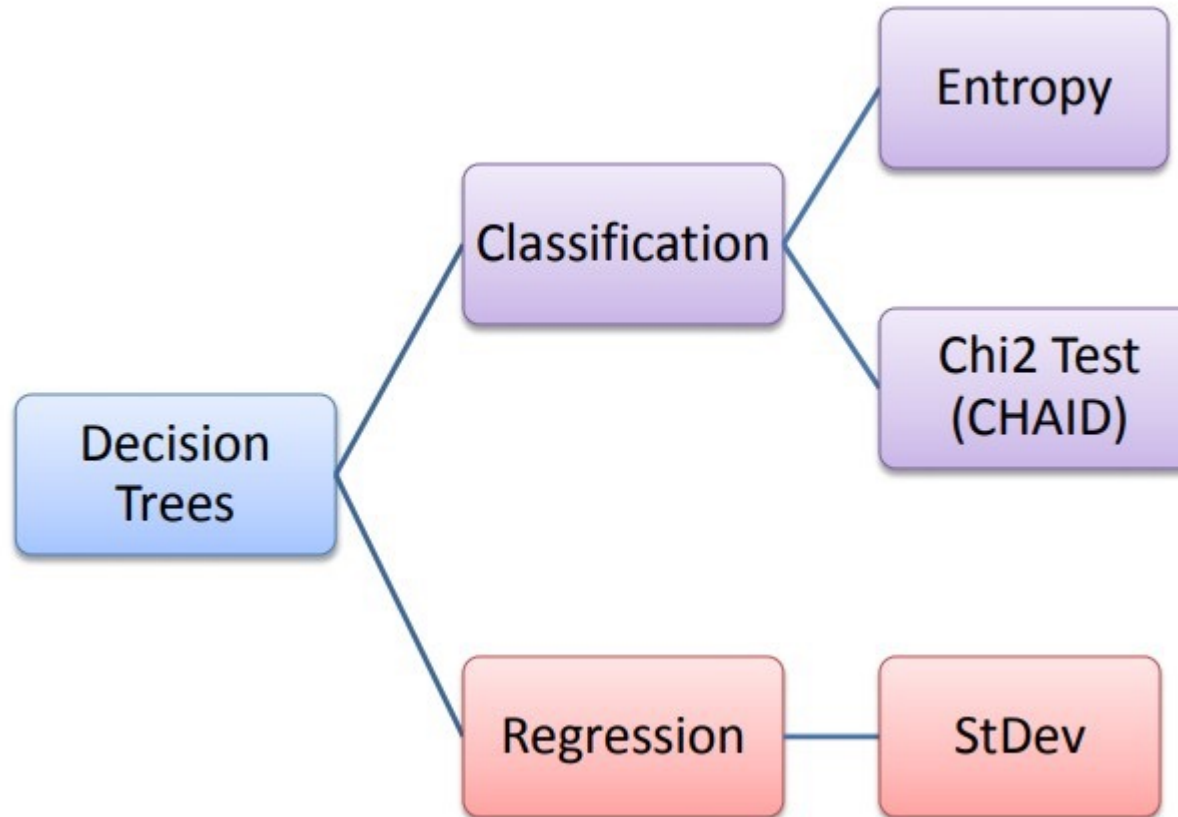 Entropy
Classification
Chi2 Test
(CHAID)
Decision
Trees
Regression
StDev